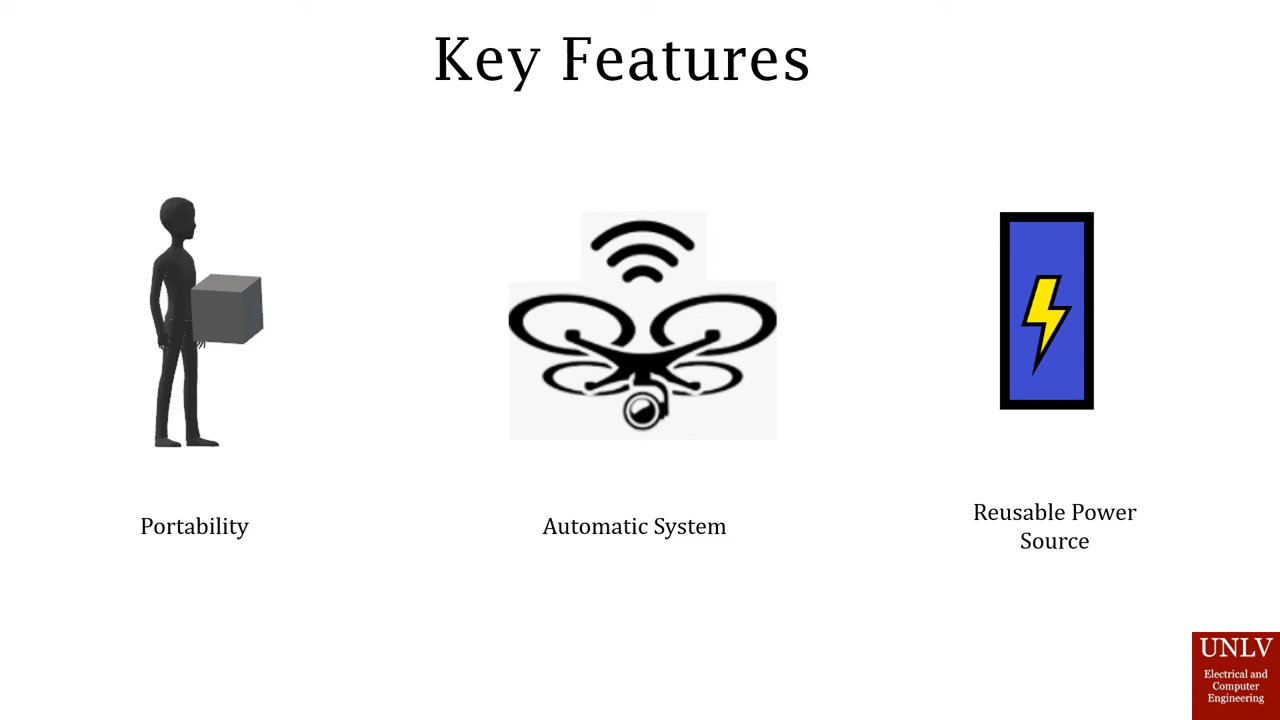 Key Features
Portability
Automatic System
Reusable Power
Source
UNLV
Electrical and
Computer
Engineering